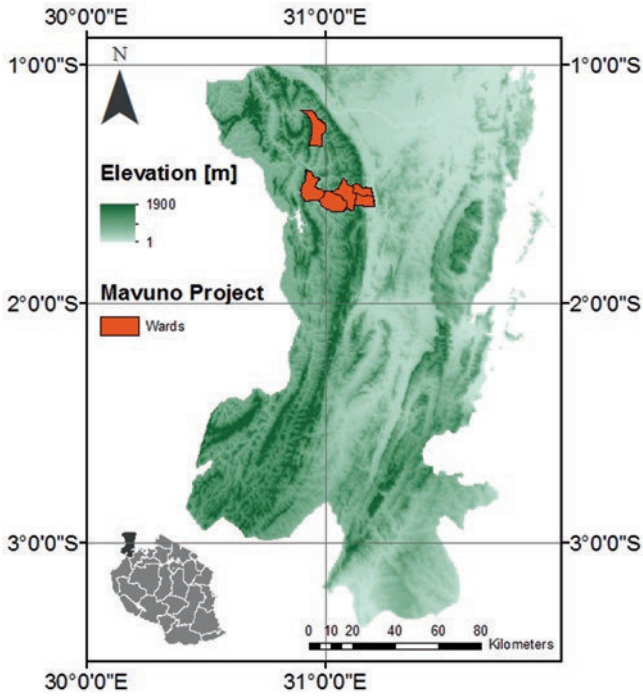 30°0'0"E 31°0'0"E
1°0'0"S 1°0'0"S
N
Elevation [m]
1900
1
Mavuno Project
Wards
2°0'0"S 2°0'0"S
3°0'0"S 3°0'0"S
0 10 20 40 60 80
Kilometers
30°0'0"E 31°0'0"E